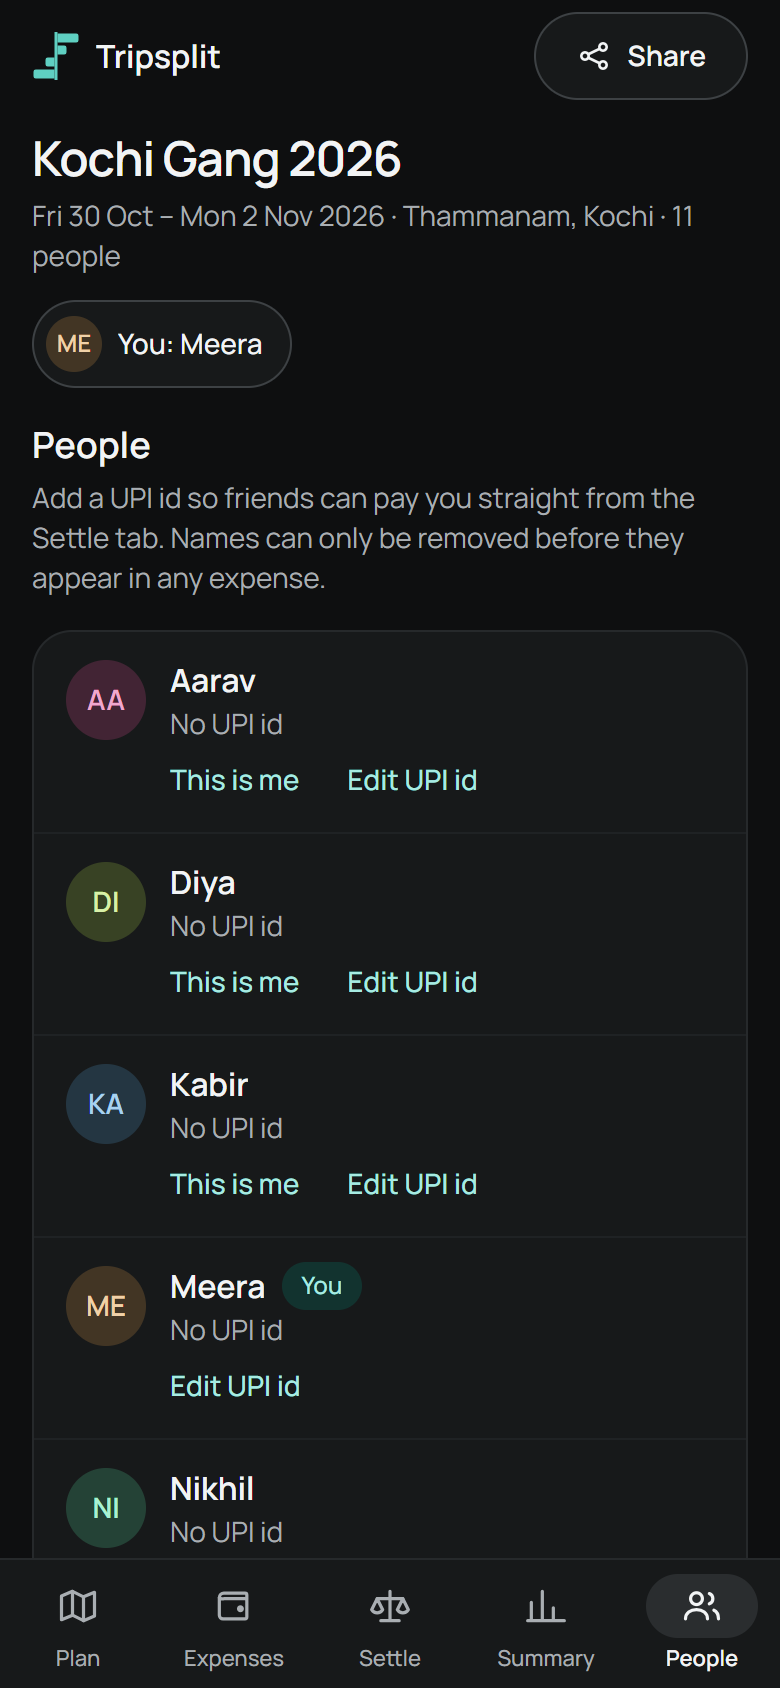 Tripsplit
Share
Kochi Gang 2026
Fri 30 Oct – Mon 2 Nov 2026 · Thammanam, Kochi · 11
people
ME You: Meera
People
Add a UPI id so friends can pay you straight from the
Settle tab. Names can only be removed before they
appear in any expense.
AA Aarav
No UPI id
This is me Edit UPI id
DI Diya
No UPI id
This is me Edit UPI id
KA Kabir
No UPI id
This is me Edit UPI id
ME Meera You
No UPI id
Edit UPI id
NI Nikhil
No UPI id
Plan Expenses Settle Summary People